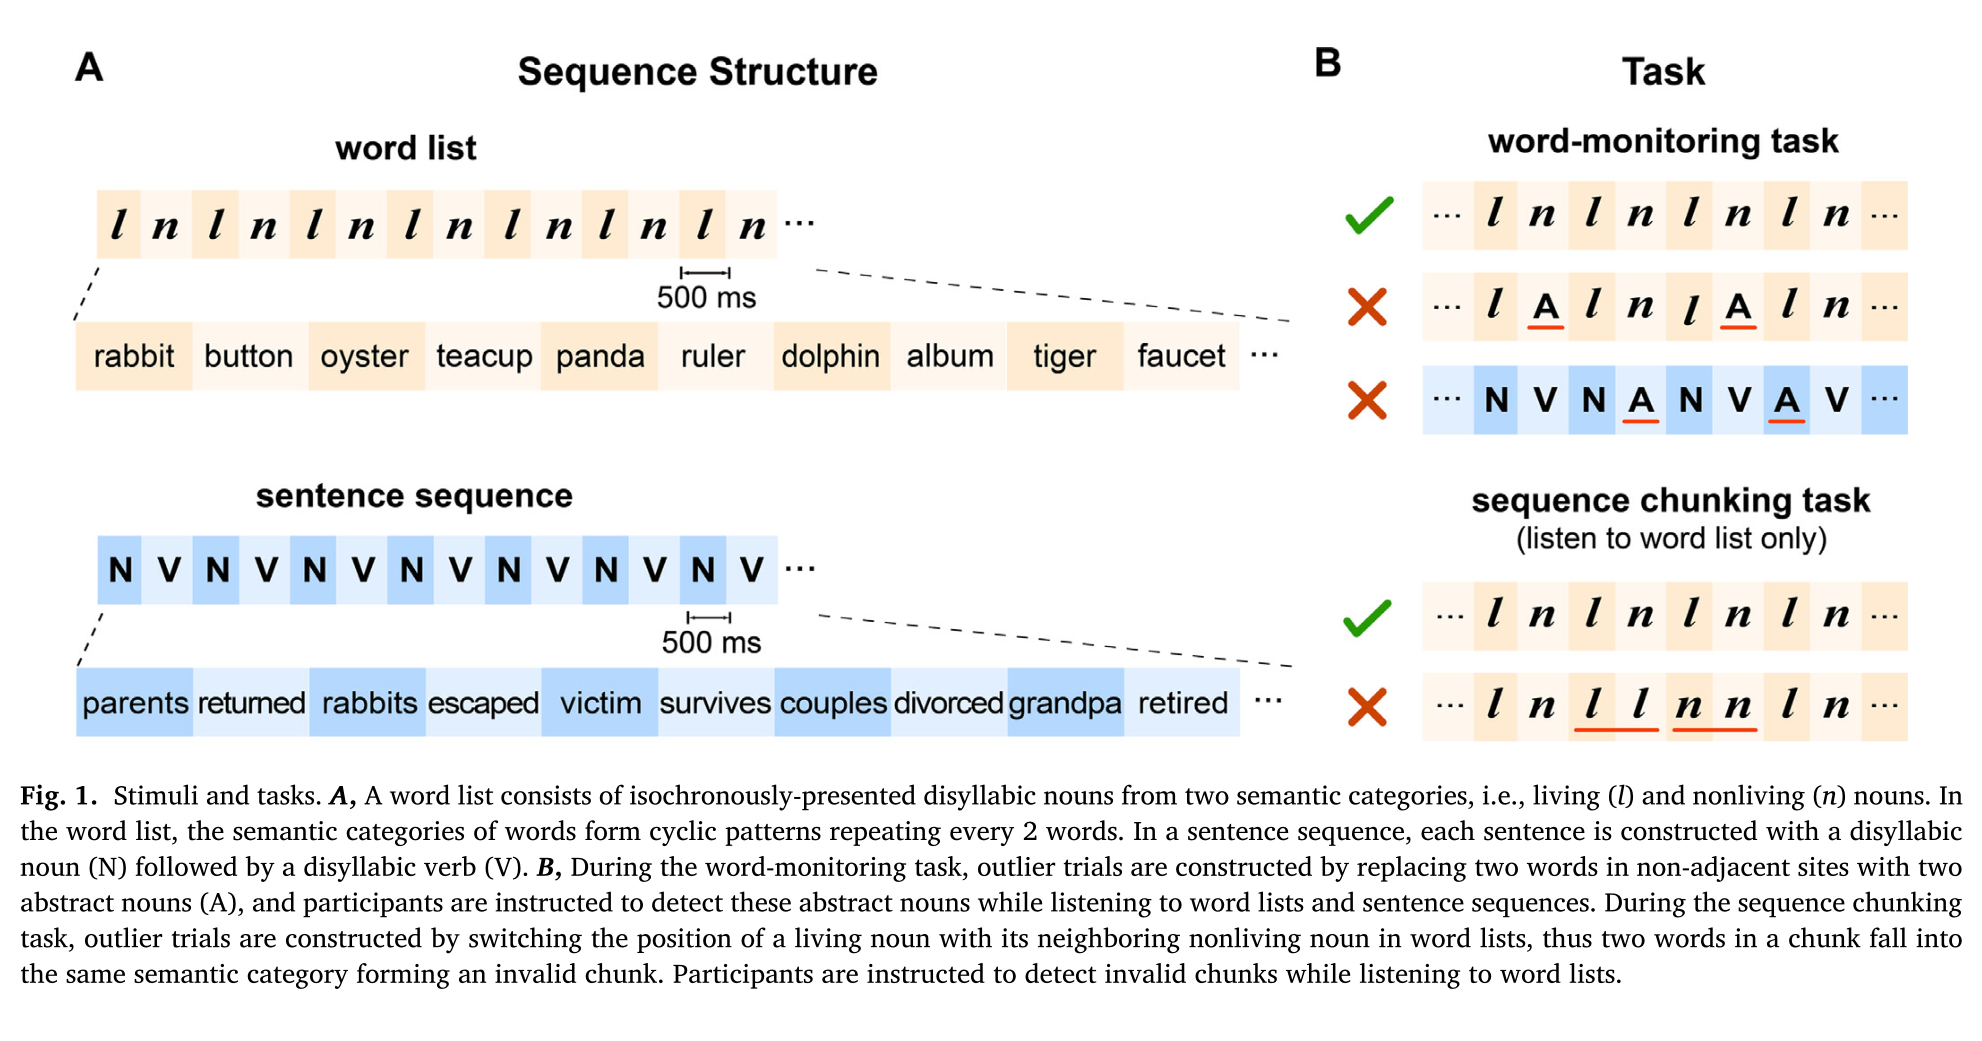 A
Sequence Structure
word list
l n l n l n l n l n l n l n ...
500 ms
rabbit button oyster teacup panda ruler dolphin album tiger faucet ...
sentence sequence
N V N V N V N V N V N V N V ...
500 ms
parents returned rabbits escaped victim survives couples divorced grandpa retired ...
B
Task
word-monitoring task
... l n l n l n l n ...
... l A l n l A l n ...
... N V N A N V A V ...
sequence chunking task
(listen to word list only)
... l n l n l n l n ...
... l n l l n n l n ...
Fig. 1. Stimuli and tasks. A, A word list consists of isochronously-presented disyllabic nouns from two semantic categories, i.e., living (l) and nonliving (n) nouns. In
the word list, the semantic categories of words form cyclic patterns repeating every 2 words. In a sentence sequence, each sentence is constructed with a disyllabic
noun (N) followed by a disyllabic verb (V). B, During the word-monitoring task, outlier trials are constructed by replacing two words in non-adjacent sites with two
abstract nouns (A), and participants are instructed to detect these abstract nouns while listening to word lists and sentence sequences. During the sequence chunking
task, outlier trials are constructed by switching the position of a living noun with its neighboring nonliving noun in word lists, thus two words in a chunk fall into
the same semantic category forming an invalid chunk. Participants are instructed to detect invalid chunks while listening to word lists.